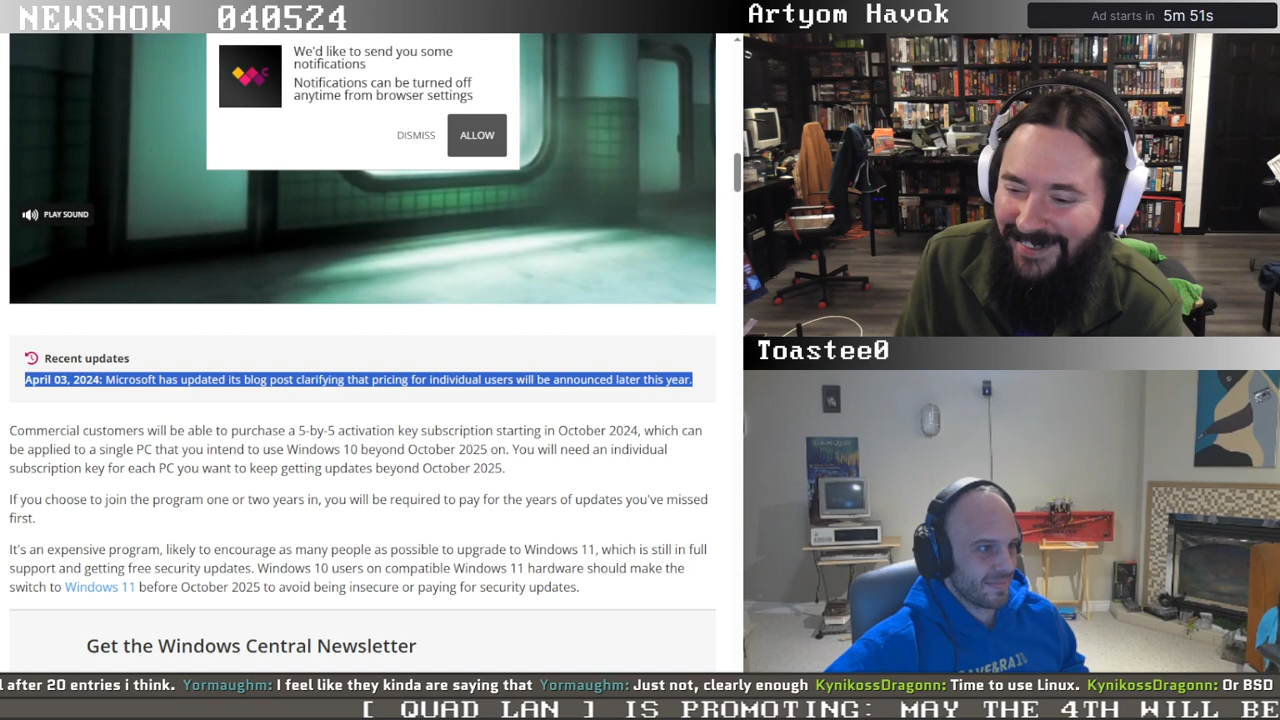 NEWSHOW 040524
Artyom Havok
Ad starts in 5m 51s
We'd like to send you some
notifications
Notifications can be turned off
anytime from browser settings
DISMISS
ALLOW
PLAY SOUND
Recent updates
April 03, 2024: Microsoft has updated its blog post clarifying that pricing for individual users will be announced later this year.
Commercial customers will be able to purchase a 5-by-5 activation key subscription starting in October 2024, which can
be applied to a single PC that you intend to use Windows 10 beyond October 2025 on. You will need an individual
subscription key for each PC you want to keep getting updates beyond October 2025.
If you choose to join the program one or two years in, you will be required to pay for the years of updates you've missed
first.
It's an expensive program, likely to encourage as many people as possible to upgrade to Windows 11, which is still in full
support and getting free security updates. Windows 10 users on compatible Windows 11 hardware should make the
switch to Windows 11 before October 2025 to avoid being insecure or paying for security updates.
Get the Windows Central Newsletter
Toastee0
l after 20 entries i think. Yormaughm: I feel like they kinda are saying that Yormaughm: Just not, clearly enough KynikossDragonn: Time to use Linux. KynikossDragonn: Or BSD
[ QUAD LAN ] IS PROMOTING: MAY THE 4TH WILL BE